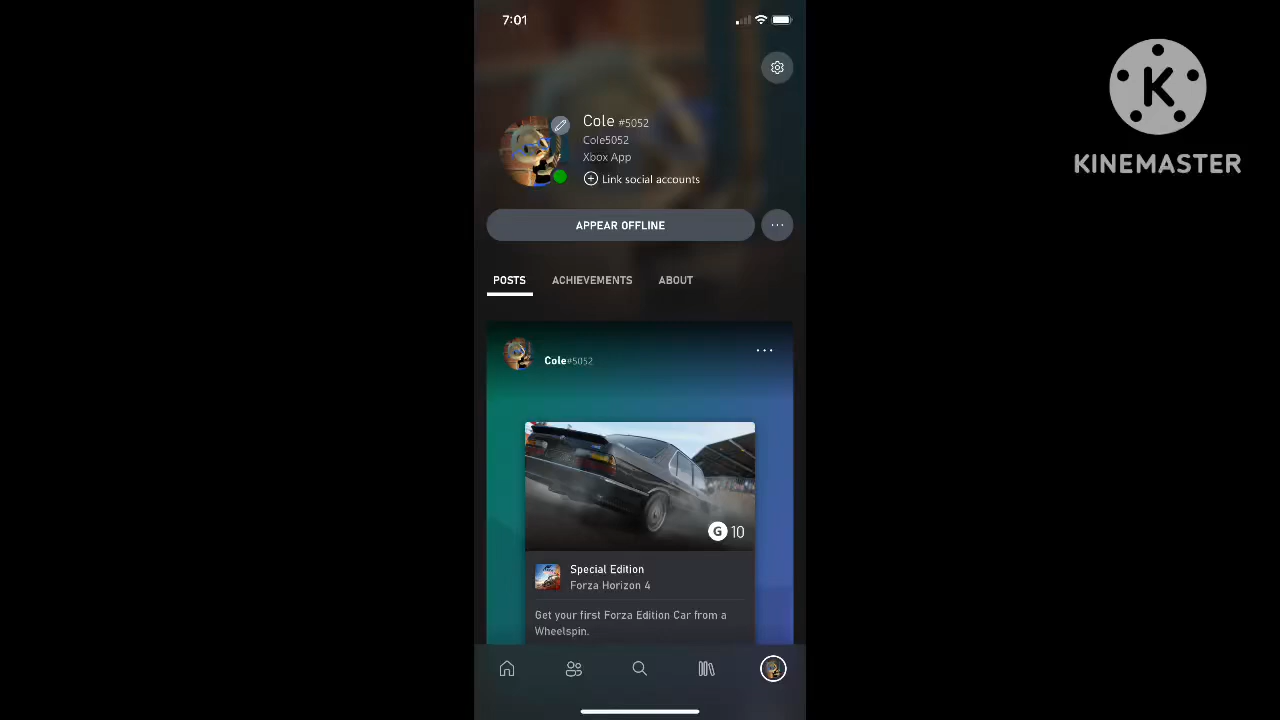 7:01
K
KINEMASTER
Cole #5052
Cole5052
Xbox App
Link social accounts
APPEAR OFFLINE
POSTS ACHIEVEMENTS ABOUT
Cole#5052
G 10
Special Edition
Forza Horizon 4
Get your first Forza Edition Car from a
Wheelspin.